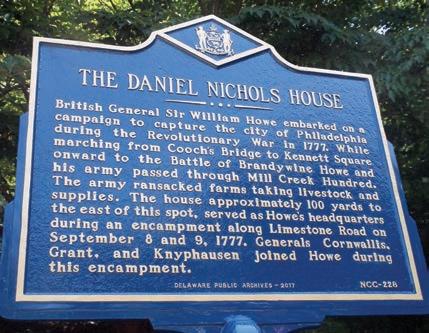 THE DANIEL NICHOLS HOUSE
British General Sir William Howe embarked on a
campaign to capture the city of Philadelphia
during the Revolutionary War in 1777. While
marching from Cooch's Bridge to Kennett Square
onward to the Battle of Brandywine Howe and
his army passed through Mill Creek Hundred.
The army ransacked farms taking livestock and
supplies. The house approximately 100 yards to
the east of this spot, served as Howe's headquarters
during an encampment along Limestone Road on
September 8 and 9, 1777. Generals Cornwallis,
Grant, and Knyphausen joined Howe during
this encampment.
DELAWARE PUBLIC ARCHIVES - 2017 NCC-228